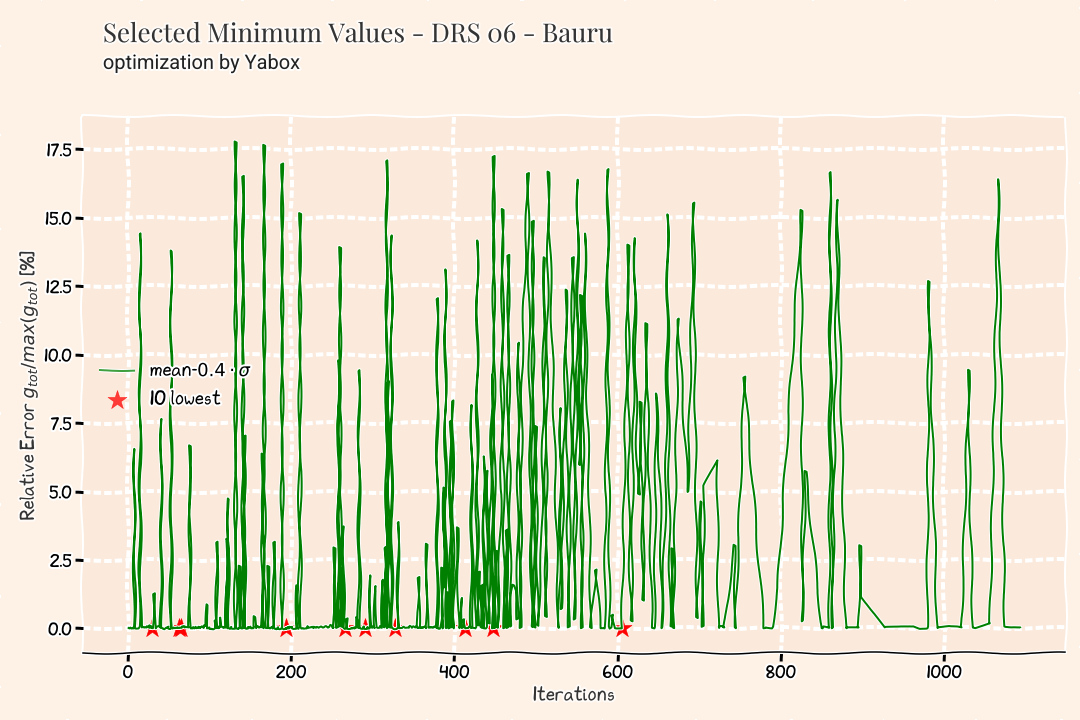 Selected Minimum Values - DRS 06 - Bauru
optimization by Yabox
17.5
15.0
12.5
10.0
7.5
5.0
2.5
0.0
Relative Error g_tot/max(g_tot) [%]
mean-0.4·σ
10 lowest
0 200 400 600 800 1000
Iterations